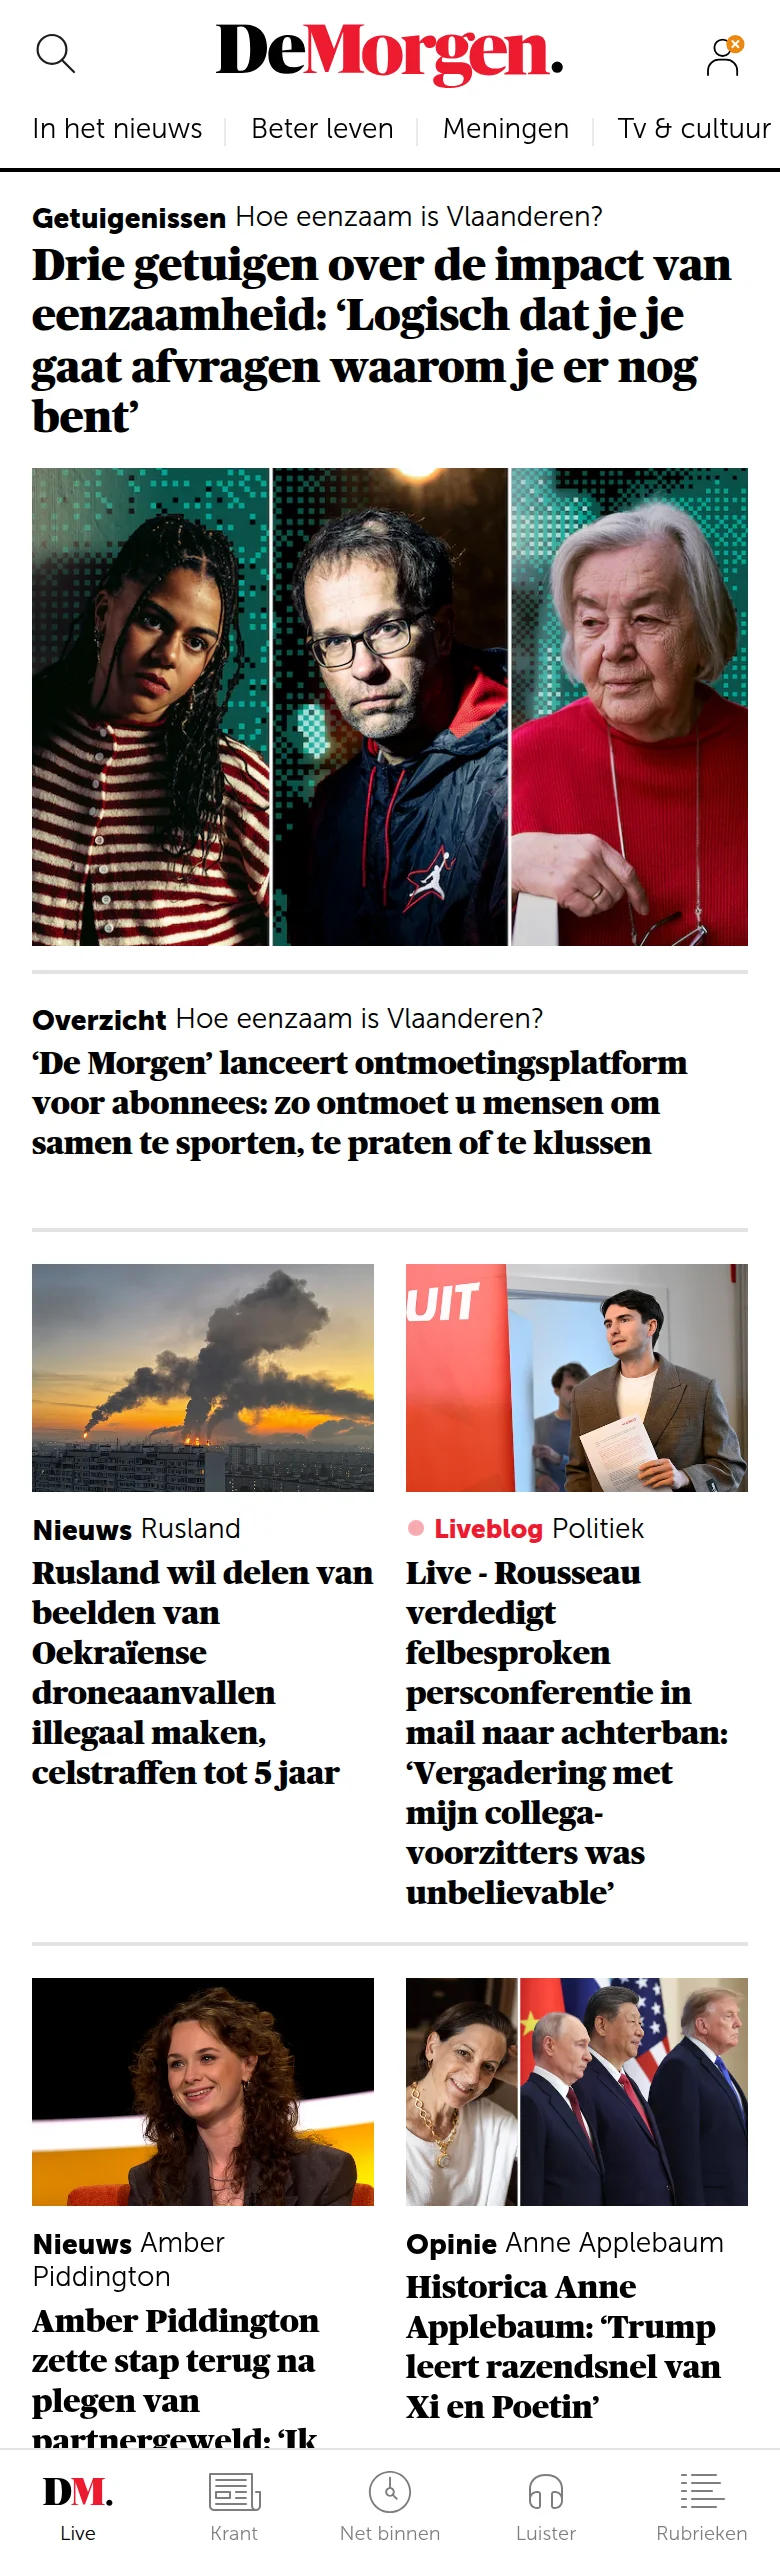 DeMorgen.
In het nieuws
Beter leven
Meningen
Tv & cultuur
Getuigenissen Hoe eenzaam is Vlaanderen?
Drie getuigen over de impact van
eenzaamheid: ‘Logisch dat je je
gaat afvragen waarom je er nog
bent’
Overzicht Hoe eenzaam is Vlaanderen?
‘De Morgen’ lanceert ontmoetingsplatform
voor abonnees: zo ontmoet u mensen om
samen te sporten, te praten of te klussen
UIT
Nieuws Rusland
Rusland wil delen van
beelden van
Oekraïense
droneaanvallen
illegaal maken,
celstraffen tot 5 jaar
Liveblog Politiek
Live - Rousseau
verdedigt
felbesproken
persconferentie in
mail naar achterban:
‘Vergadering met
mijn collega-
voorzitters was
unbelievable’
Nieuws Amber
Piddington
Amber Piddington
zette stap terug na
plegen van
partnergeweld: ‘Ik
Opinie Anne Applebaum
Historica Anne
Applebaum: ‘Trump
leert razendsnel van
Xi en Poetin’
DM.
Live
Krant
Net binnen
Luister
Rubrieken